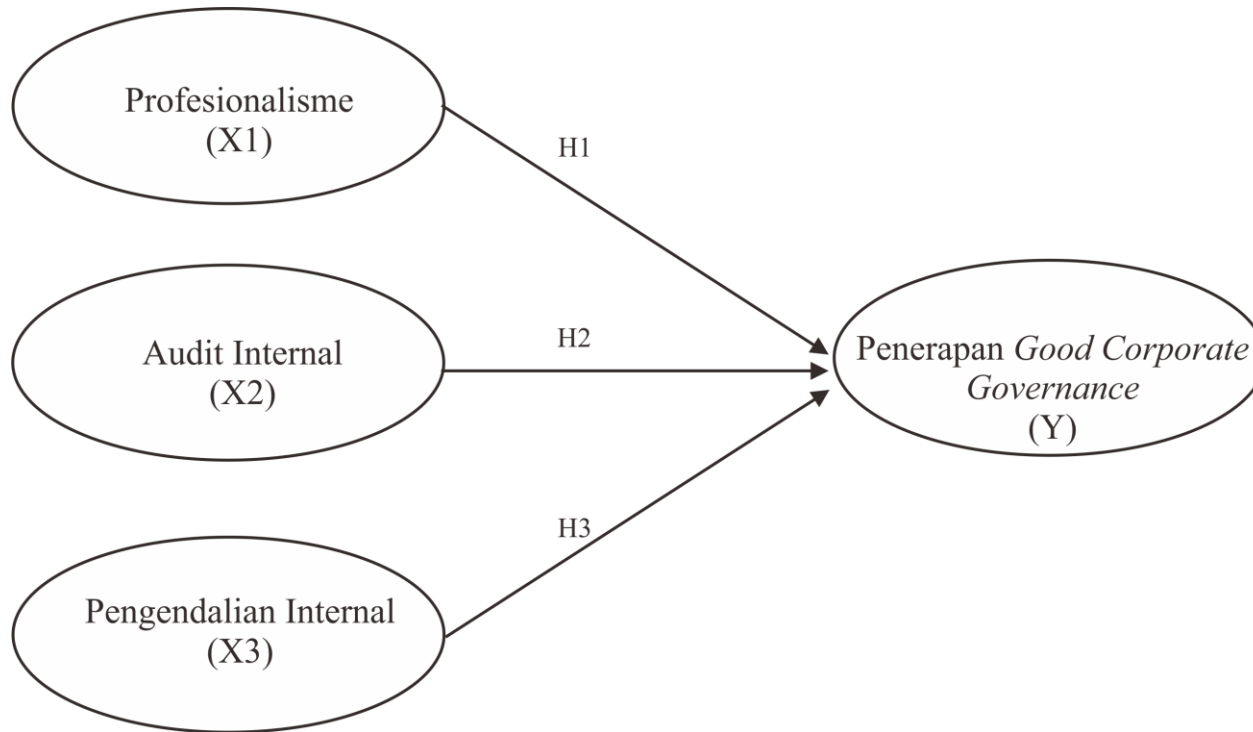 Profesionalisme
(X1)
H1
Audit Internal
(X2)
H2
Penerapan Good Corporate
Governance
(Y)
H3
Pengendalian Internal
(X3)